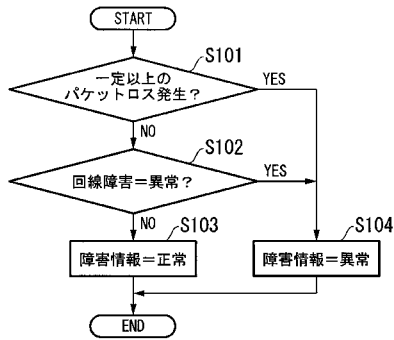 START
S101
一定以上の
パケットロス発生？
YES
NO
S102
回線障害＝異常？
YES
NO
S103
障害情報＝正常
S104
障害情報＝異常
END